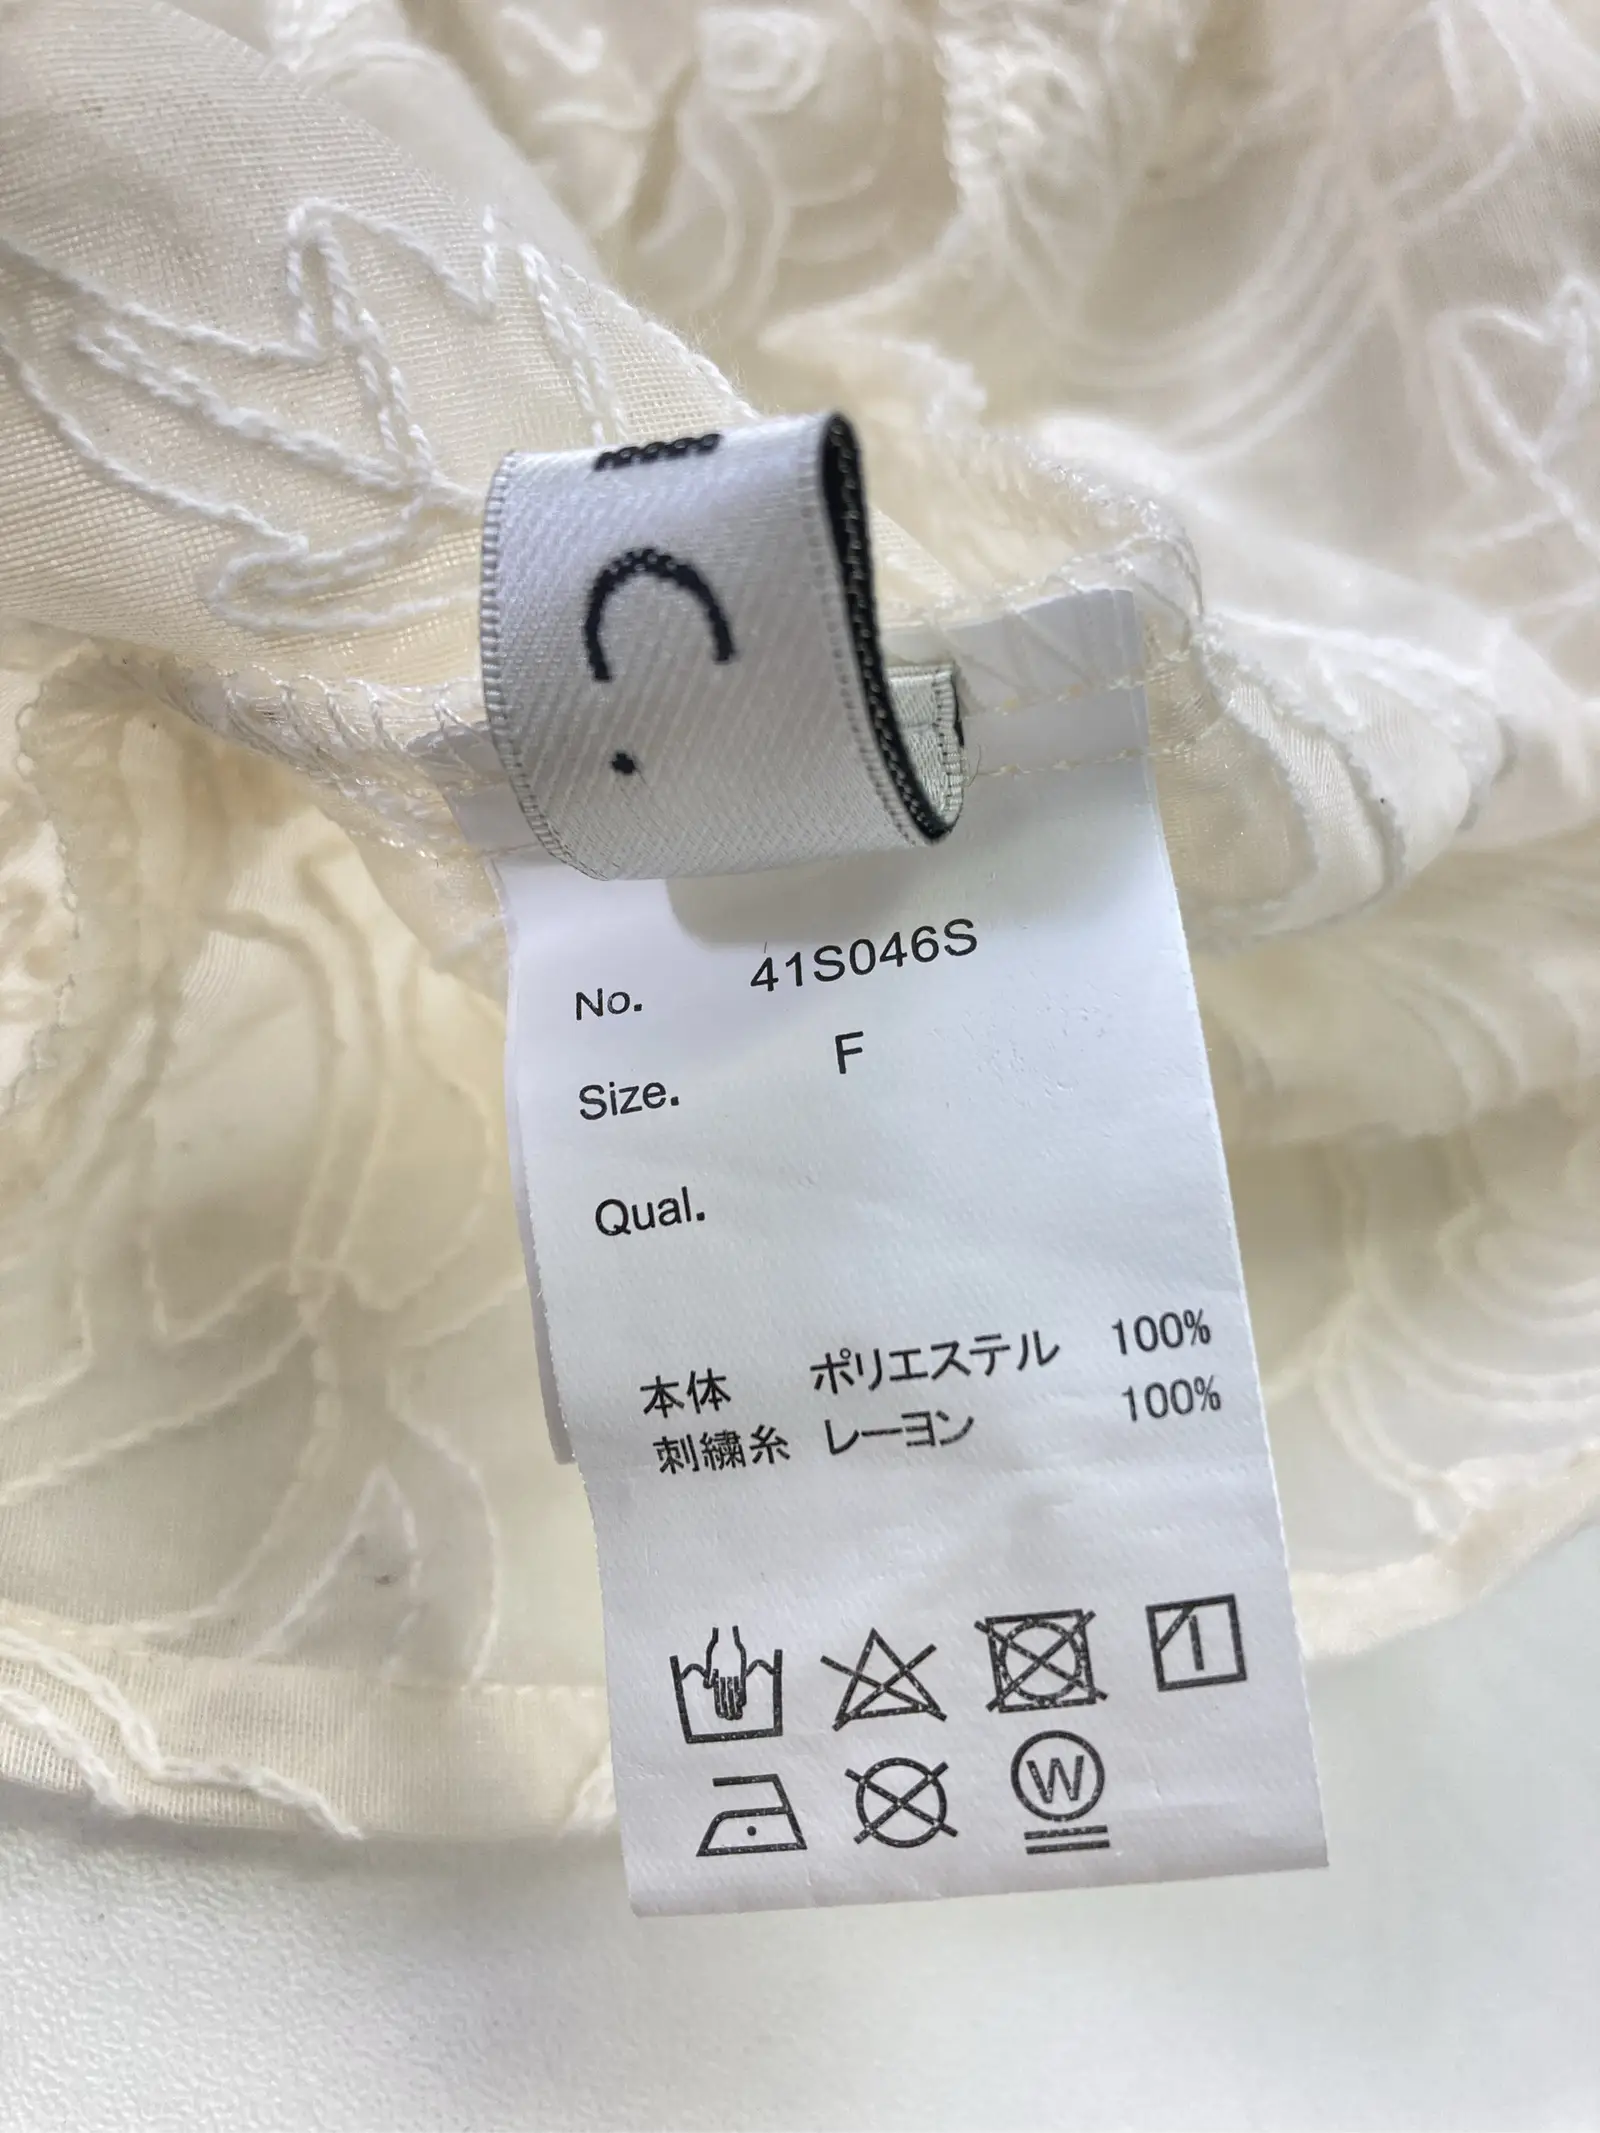 C.
No. 41S046S
Size. F
Qual.
本体 ポリエステル 100%
刺繍糸 レーヨン 100%
W